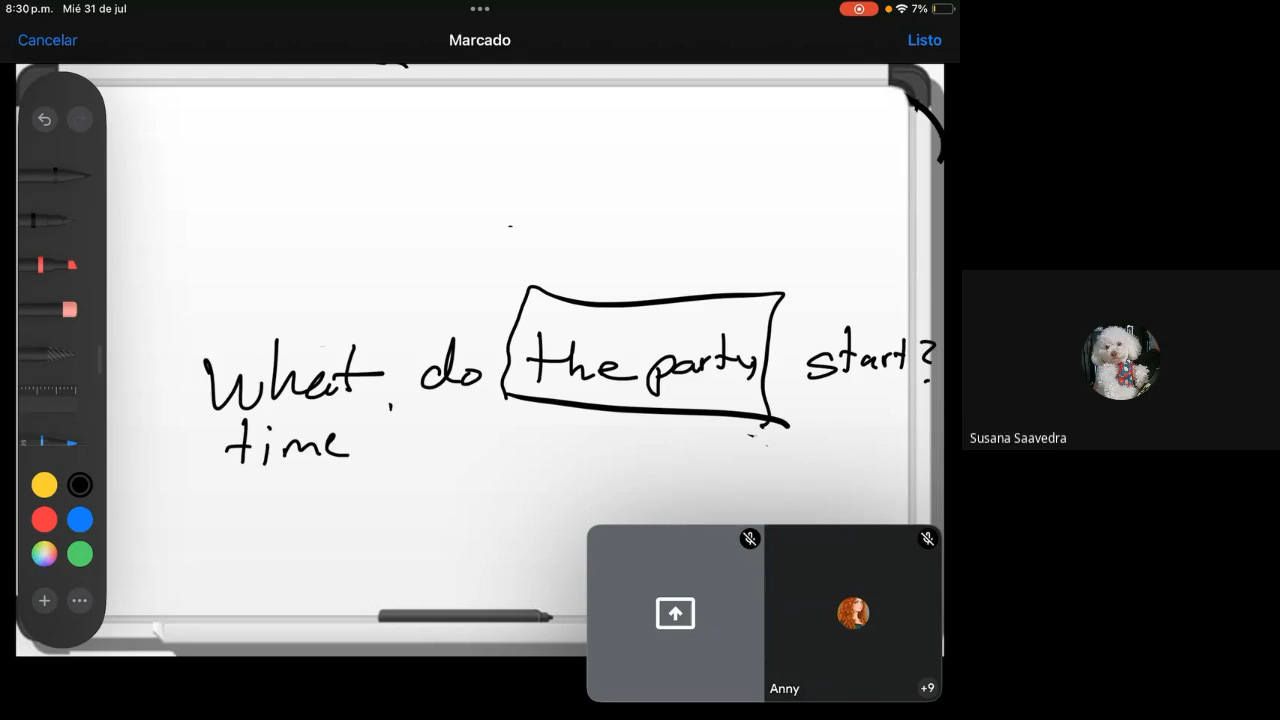 8:30 p.m. Mié 31 de jul
7%
Cancelar
Marcado
Listo
What do the party start?
time
Susana Saavedra
Anny
+9